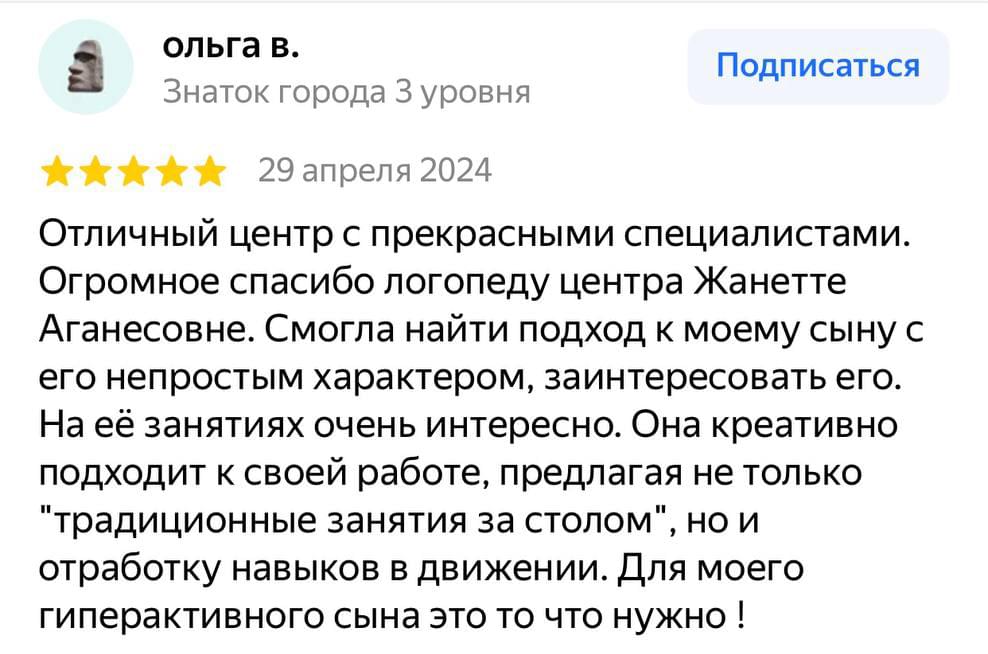 ольга в.
Знаток города 3 уровня
Подписаться
29 апреля 2024
Отличный центр с прекрасными специалистами.
Огромное спасибо логопеду центра Жанетте
Аганесовне. Смогла найти подход к моему сыну с
его непростым характером, заинтересовать его.
На её занятиях очень интересно. Она креативно
подходит к своей работе, предлагая не только
"традиционные занятия за столом", но и
отработку навыков в движении. Для моего
гиперактивного сына это то что нужно !